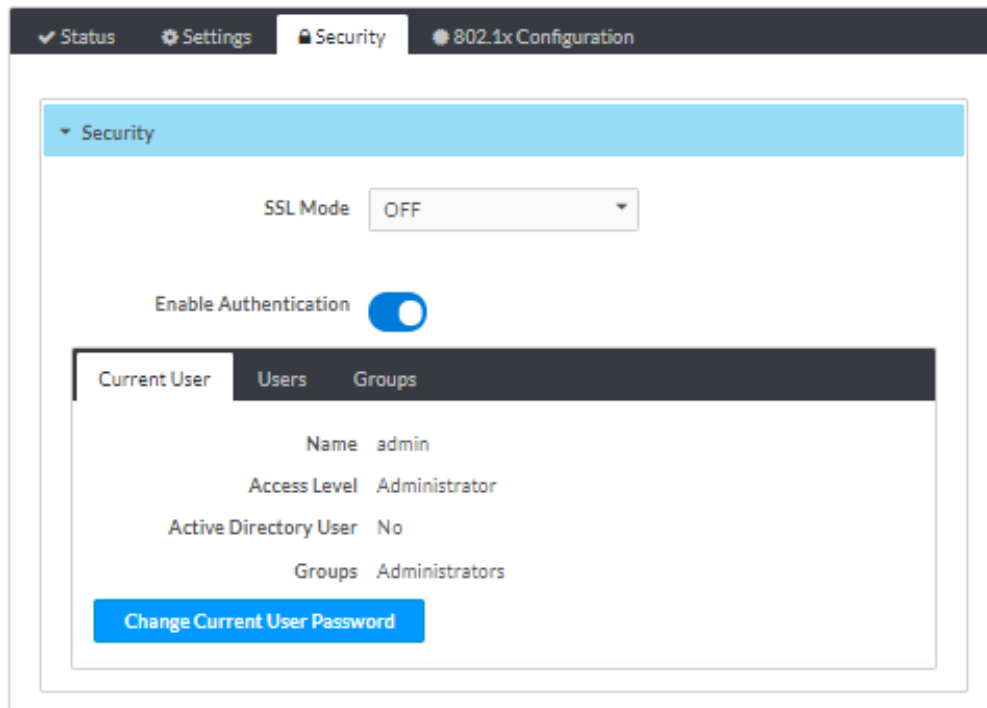 Status Settings Security 802.1x Configuration
Security
SSL Mode OFF
Enable Authentication
Current User Users Groups
Name admin
Access Level Administrator
Active Directory User No
Groups Administrators
Change Current User Password